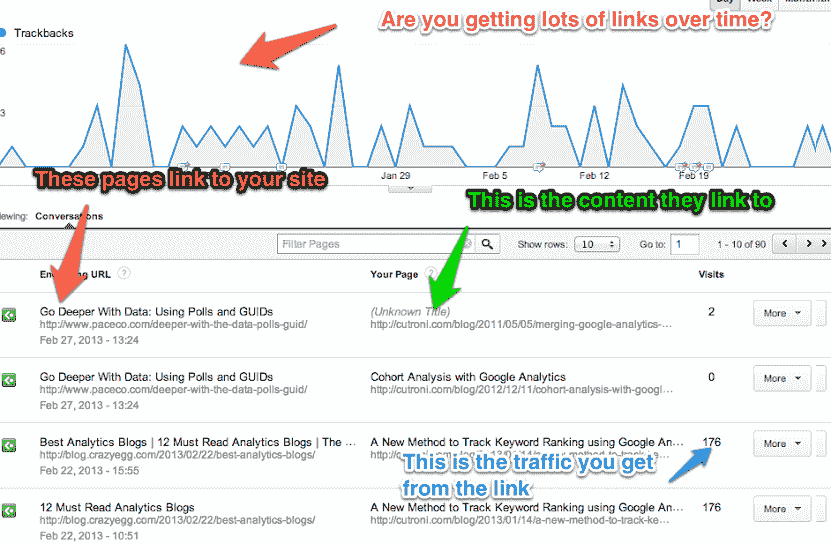 Day Week
Are you getting lots of links over time?
Trackbacks
6
3
Jan 29 Feb 5 Feb 12 Feb 19
These pages link to your site
This is the content they link to
iewing: Conversations
Filter Pages Show rows: 10 Go to: 1 1 - 10 of 90
URL Your Page Visits
Go Deeper With Data: Using Polls and GUIDs (Unknown Title) 2 More
http://www.paceco.com/deeper-with-the-data-polls-guid/ http://cutroni.com/blog/2011/05/05/merging-google-analytics-...
Feb 27, 2013 - 13:24
Go Deeper With Data: Using Polls and GUIDs Cohort Analysis with Google Analytics 0 More
http://www.paceco.com/deeper-with-the-data-polls-guid/ http://cutroni.com/blog/2012/12/11/cohort-analysis-with-googl...
Feb 27, 2013 - 13:24
Best Analytics Blogs | 12 Must Read Analytics Blogs | The ... A New Method to Track Keyword Ranking using Google An... 176 More
http://blog.crazyegg.com/2013/02/22/best-analytics-blogs/
Feb 22, 2013 - 15:55
This is the traffic you get
from the link
12 Must Read Analytics Blogs A New Method to Track Keyword Ranking using Google An... 176 More
http://blog.crazyegg.com/2013/02/22/best-analytics-blogs/ http://cutroni.com/blog/2013/01/14/a-new-method-to-track-ke...
Feb 22, 2013 - 10:51